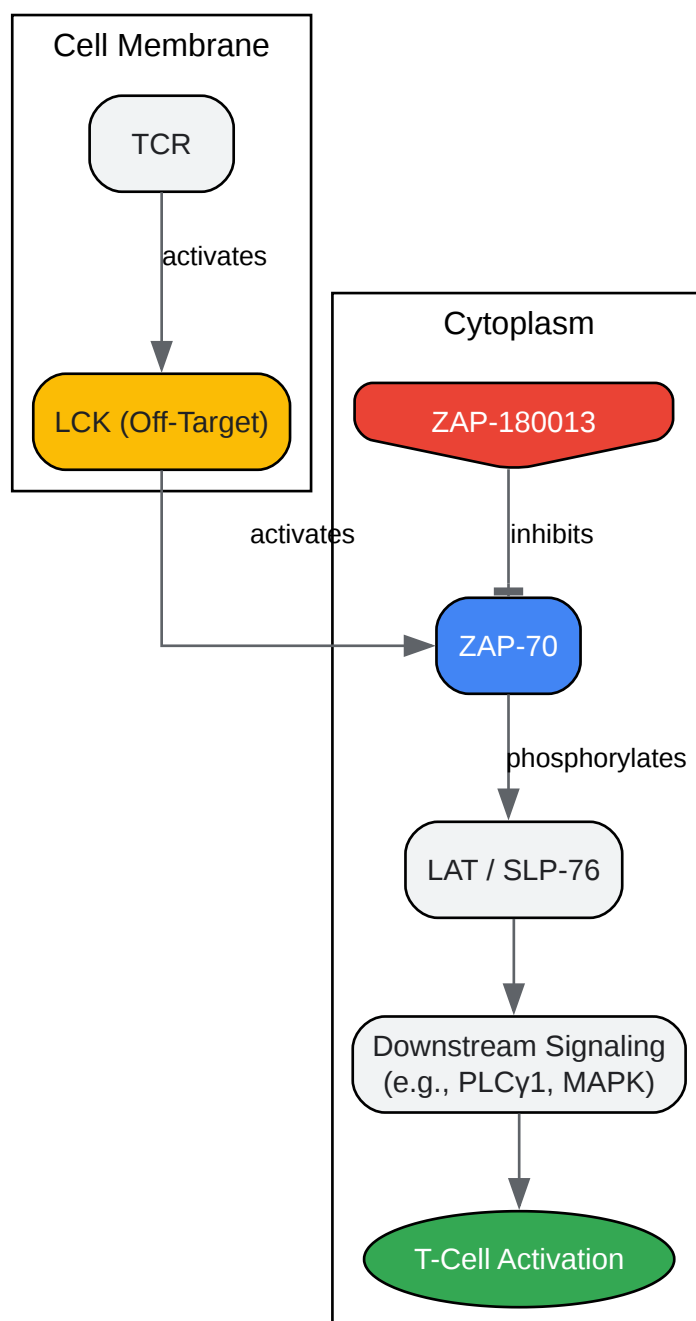 Cell Membrane
TCR
activates
LCK (Off-Target)
activates
Cytoplasm
ZAP-180013
inhibits
ZAP-70
phosphorylates
LAT / SLP-76
Downstream Signaling
(e.g., PLCγ1, MAPK)
T-Cell Activation